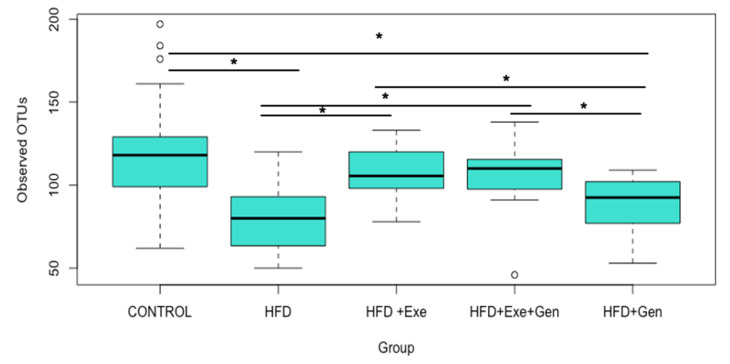 200
150
100
50
Observed OTUs
*
*
*
*
*
*
CONTROL
HFD
HFD +Exe
HFD+Exe+Gen
HFD+Gen
Group